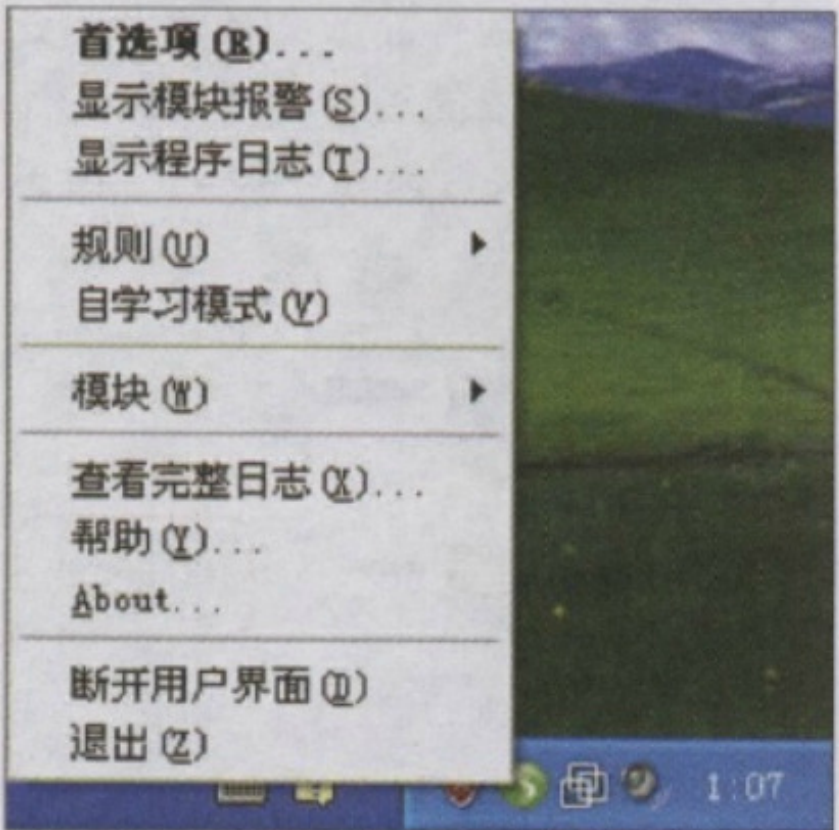 首选项(R)...
显示模块报警(S)...
显示程序日志(T)...
规则(U)
自学习模式(V)
模块(W)
查看完整日志(X)...
帮助(Y)...
About...
断开用户界面(D)
退出(Z)
1:07